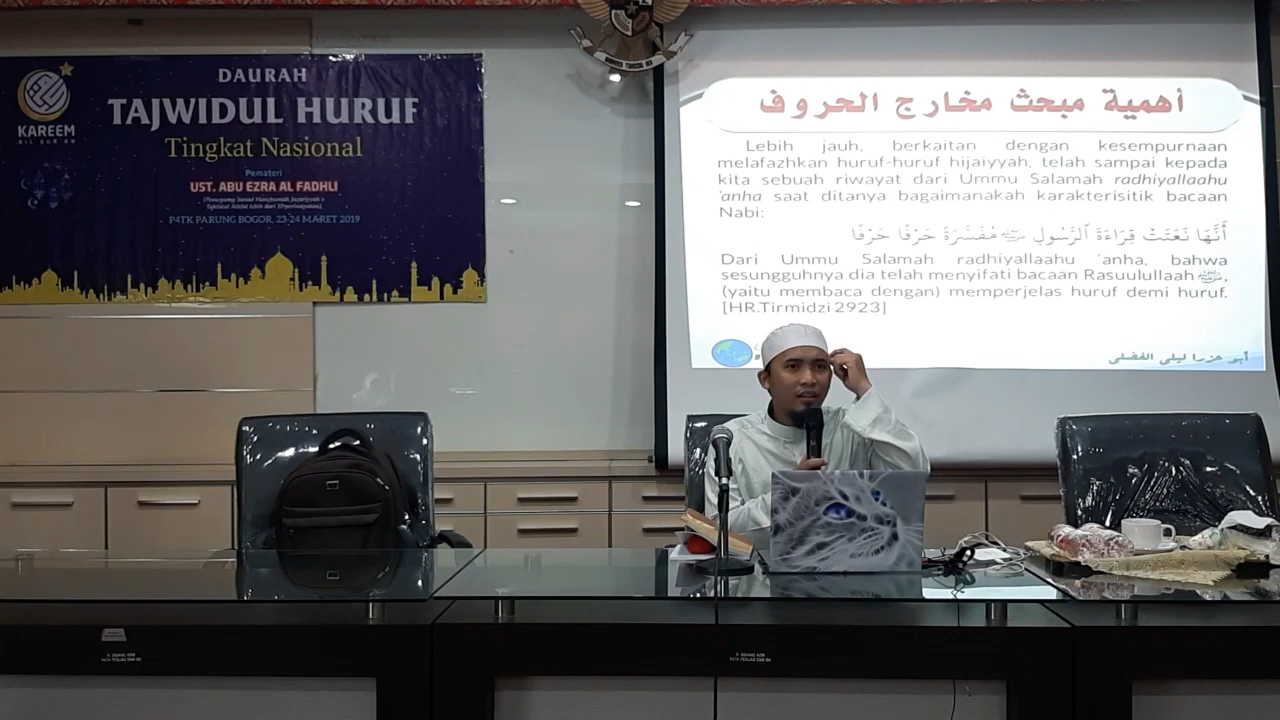 KAREEM
BIL QUR'AN
DAURAH
TAJWIDUL HURUF
Tingkat Nasional
Pemateri
UST. ABU EZRA AL FADHLI
P4TK PARUNG BOGOR, 23-24 MARET 2019
أهمية مبحث مخارج الحروف
Lebih jauh, berkaitan dengan kesempurnaan
melafazhkan huruf-huruf hijaiyyah, telah sampai kepada
kita sebuah riwayat dari Ummu Salamah radhiyallaahu
'anha saat ditanya bagaimanakah karakterisitik bacaan
Nabi:
أَنَّهَا نَعَتَتْ قِرَاءَةَ الرَّسُولِ ﷺ مُفَسَّرَةً حَرْفًا حَرْفًا
Dari Ummu Salamah radhiyallaahu 'anha, bahwa
sesungguhnya dia telah menyifati bacaan Rasuulullaah ﷺ,
(yaitu membaca dengan) memperjelas huruf demi huruf.
[HR.Tirmidzi 2923]